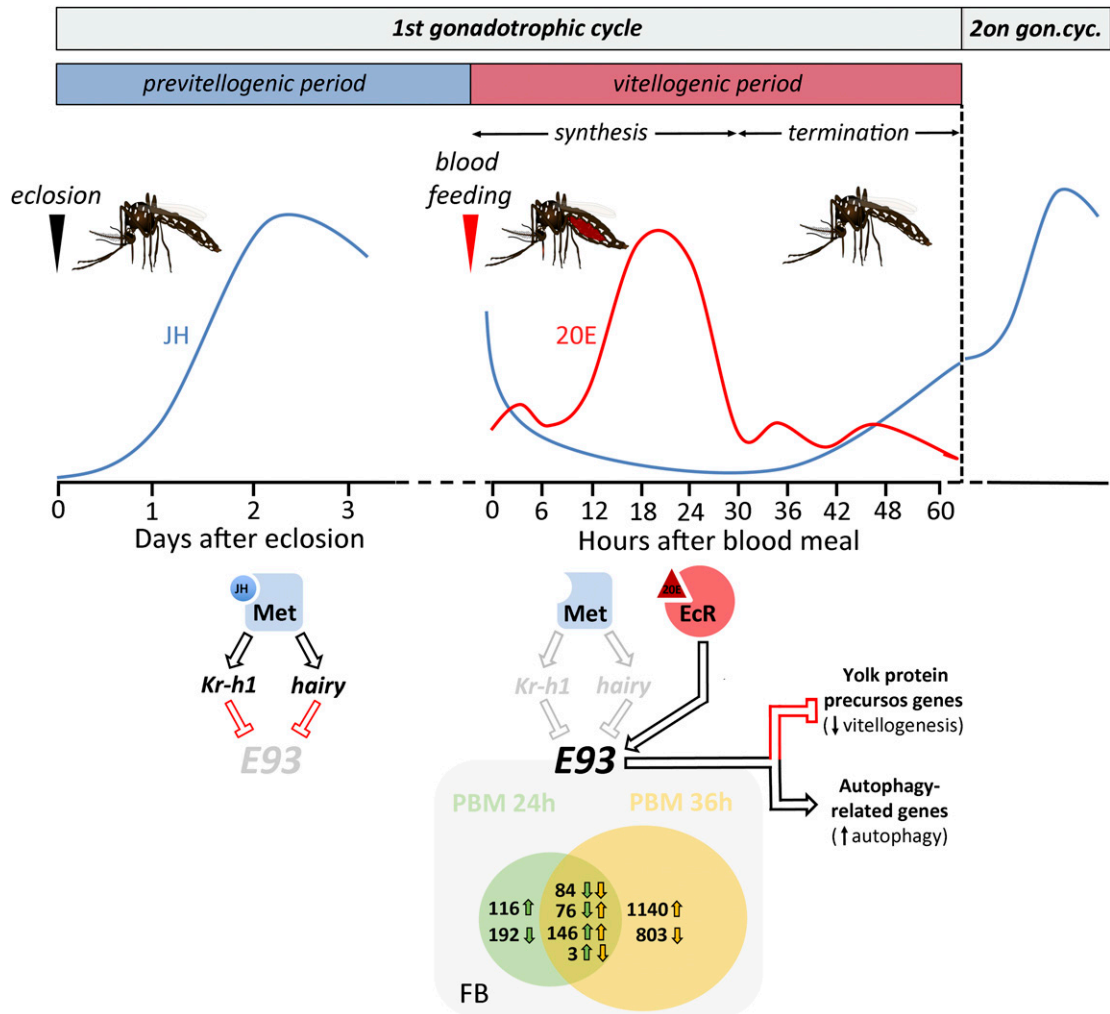 1st gonadotrophic cycle
2on gon.cyc.
previtellogenic period
vitellogenic period
synthesis
termination
eclosion
blood
feeding
JH
20E
0 1 2 3
Days after eclosion
0 6 12 18 24 30 36 42 48 60
Hours after blood meal
JH
Met
Kr-h1
hairy
E93
Met
20E
EcR
Kr-h1
hairy
E93
Yolk protein
precursos genes
(↓vitellogenesis)
Autophagy-
related genes
(↑autophagy)
PBM 24h
PBM 36h
116 ↑
192 ↓
84 ↓↓
76 ↓↑
146 ↑↑
3 ↑↓
1140 ↑
803 ↓
FB